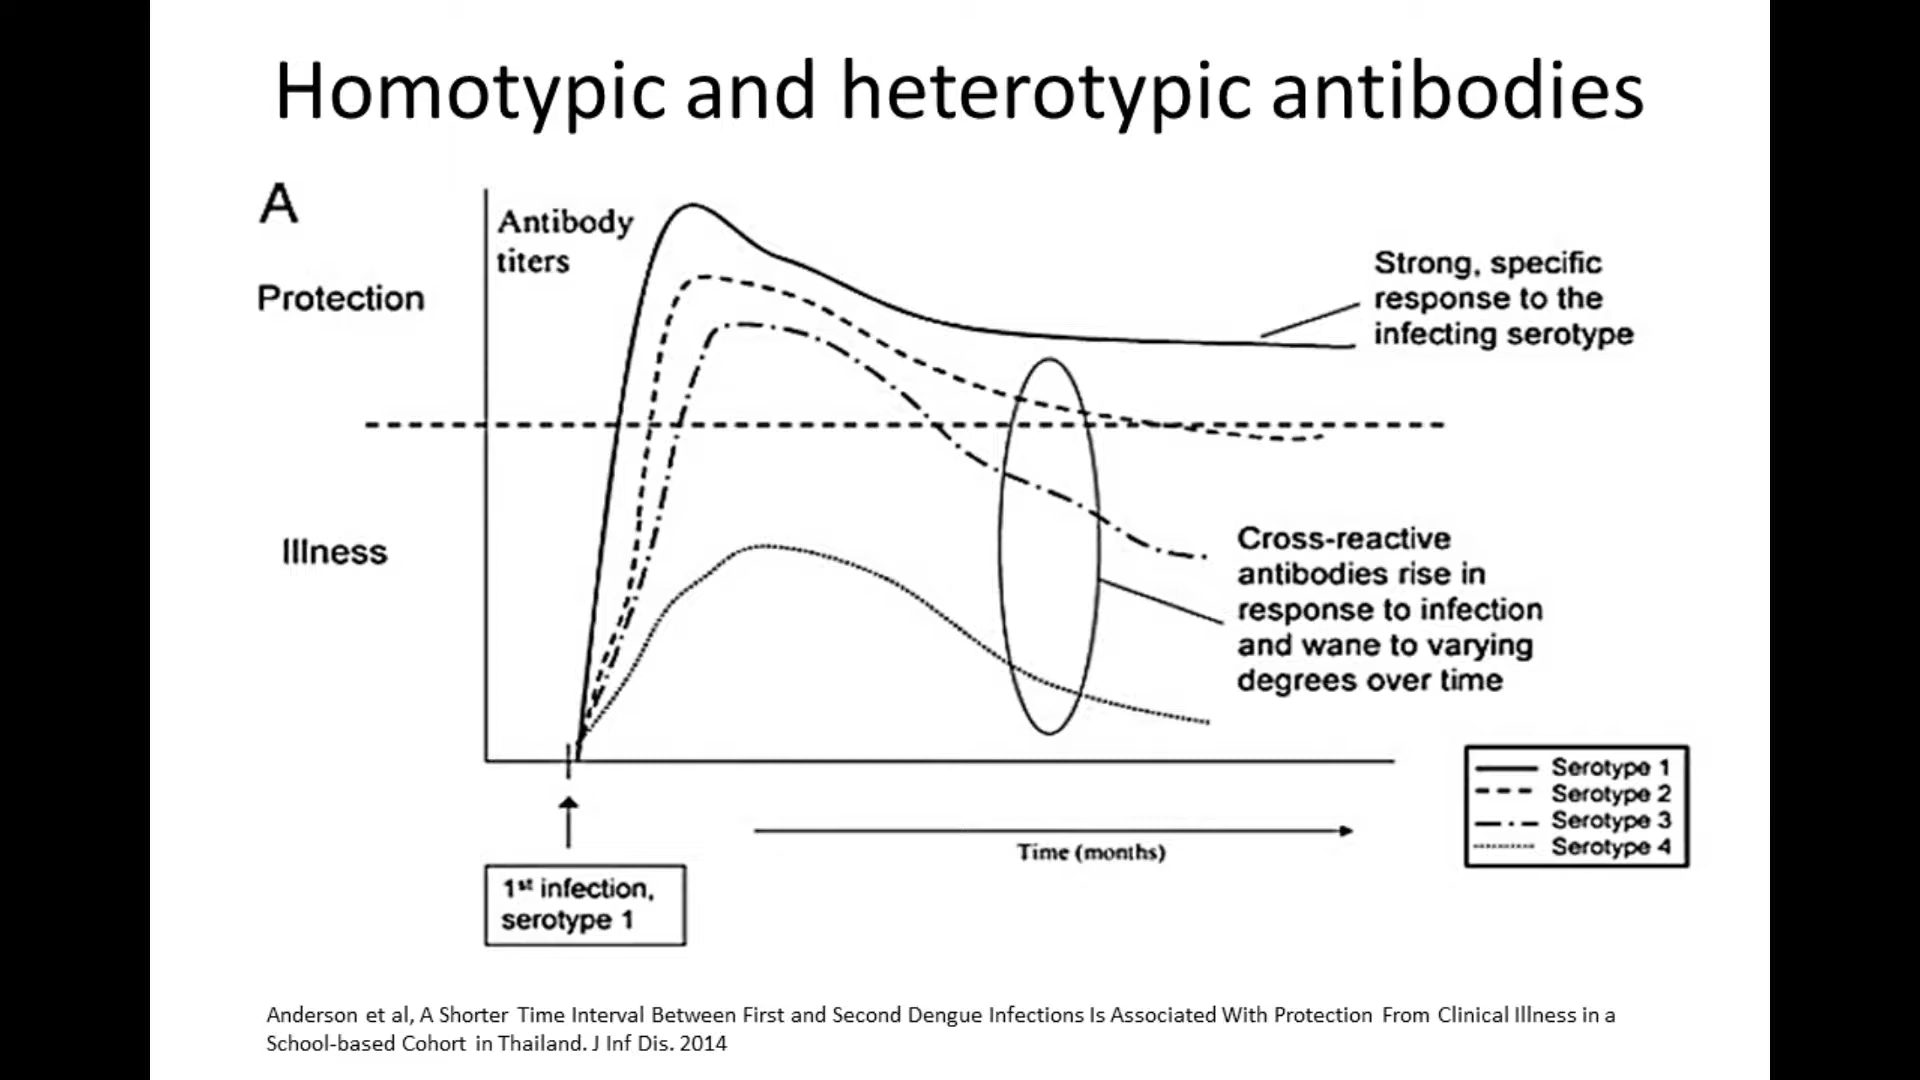 Homotypic and heterotypic antibodies
A
Antibody
titers
Protection
Strong, specific
response to the
infecting serotype
Illness
Cross-reactive
antibodies rise in
response to infection
and wane to varying
degrees over time
Serotype 1
Serotype 2
Serotype 3
Serotype 4
Time (months)
1st infection,
serotype 1
Anderson et al, A Shorter Time Interval Between First and Second Dengue Infections Is Associated With Protection From Clinical Illness in a
School-based Cohort in Thailand. J Inf Dis. 2014